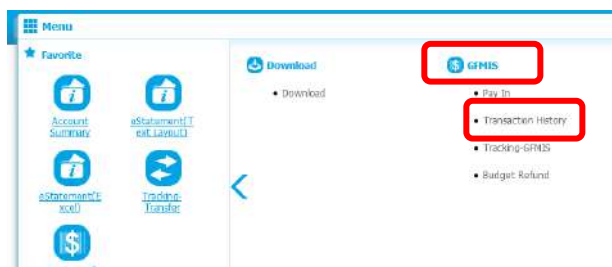 Menu
Favorite
Account
Summary
eStatement(T
ext Layout)
eStatement(E
xcel)
Tracking-
Transfer
Download
• Download
GFMIS
• Pay In
• Transaction History
• Tracking-GFMIS
• Budget Refund